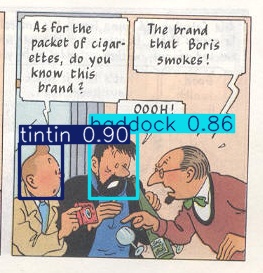 As for the
packet of cigar-
ettes, do you
know this
brand?
The brand
that Boris
smokes!
OOOH!
tintin 0.90
haddock 0.86